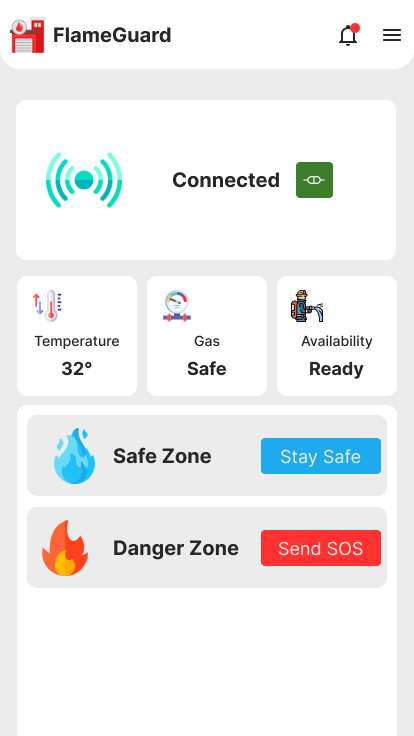 FlameGuard
Connected
Temperature
32°
Gas
Safe
Availability
Ready
Safe Zone
Stay Safe
Danger Zone
Send SOS